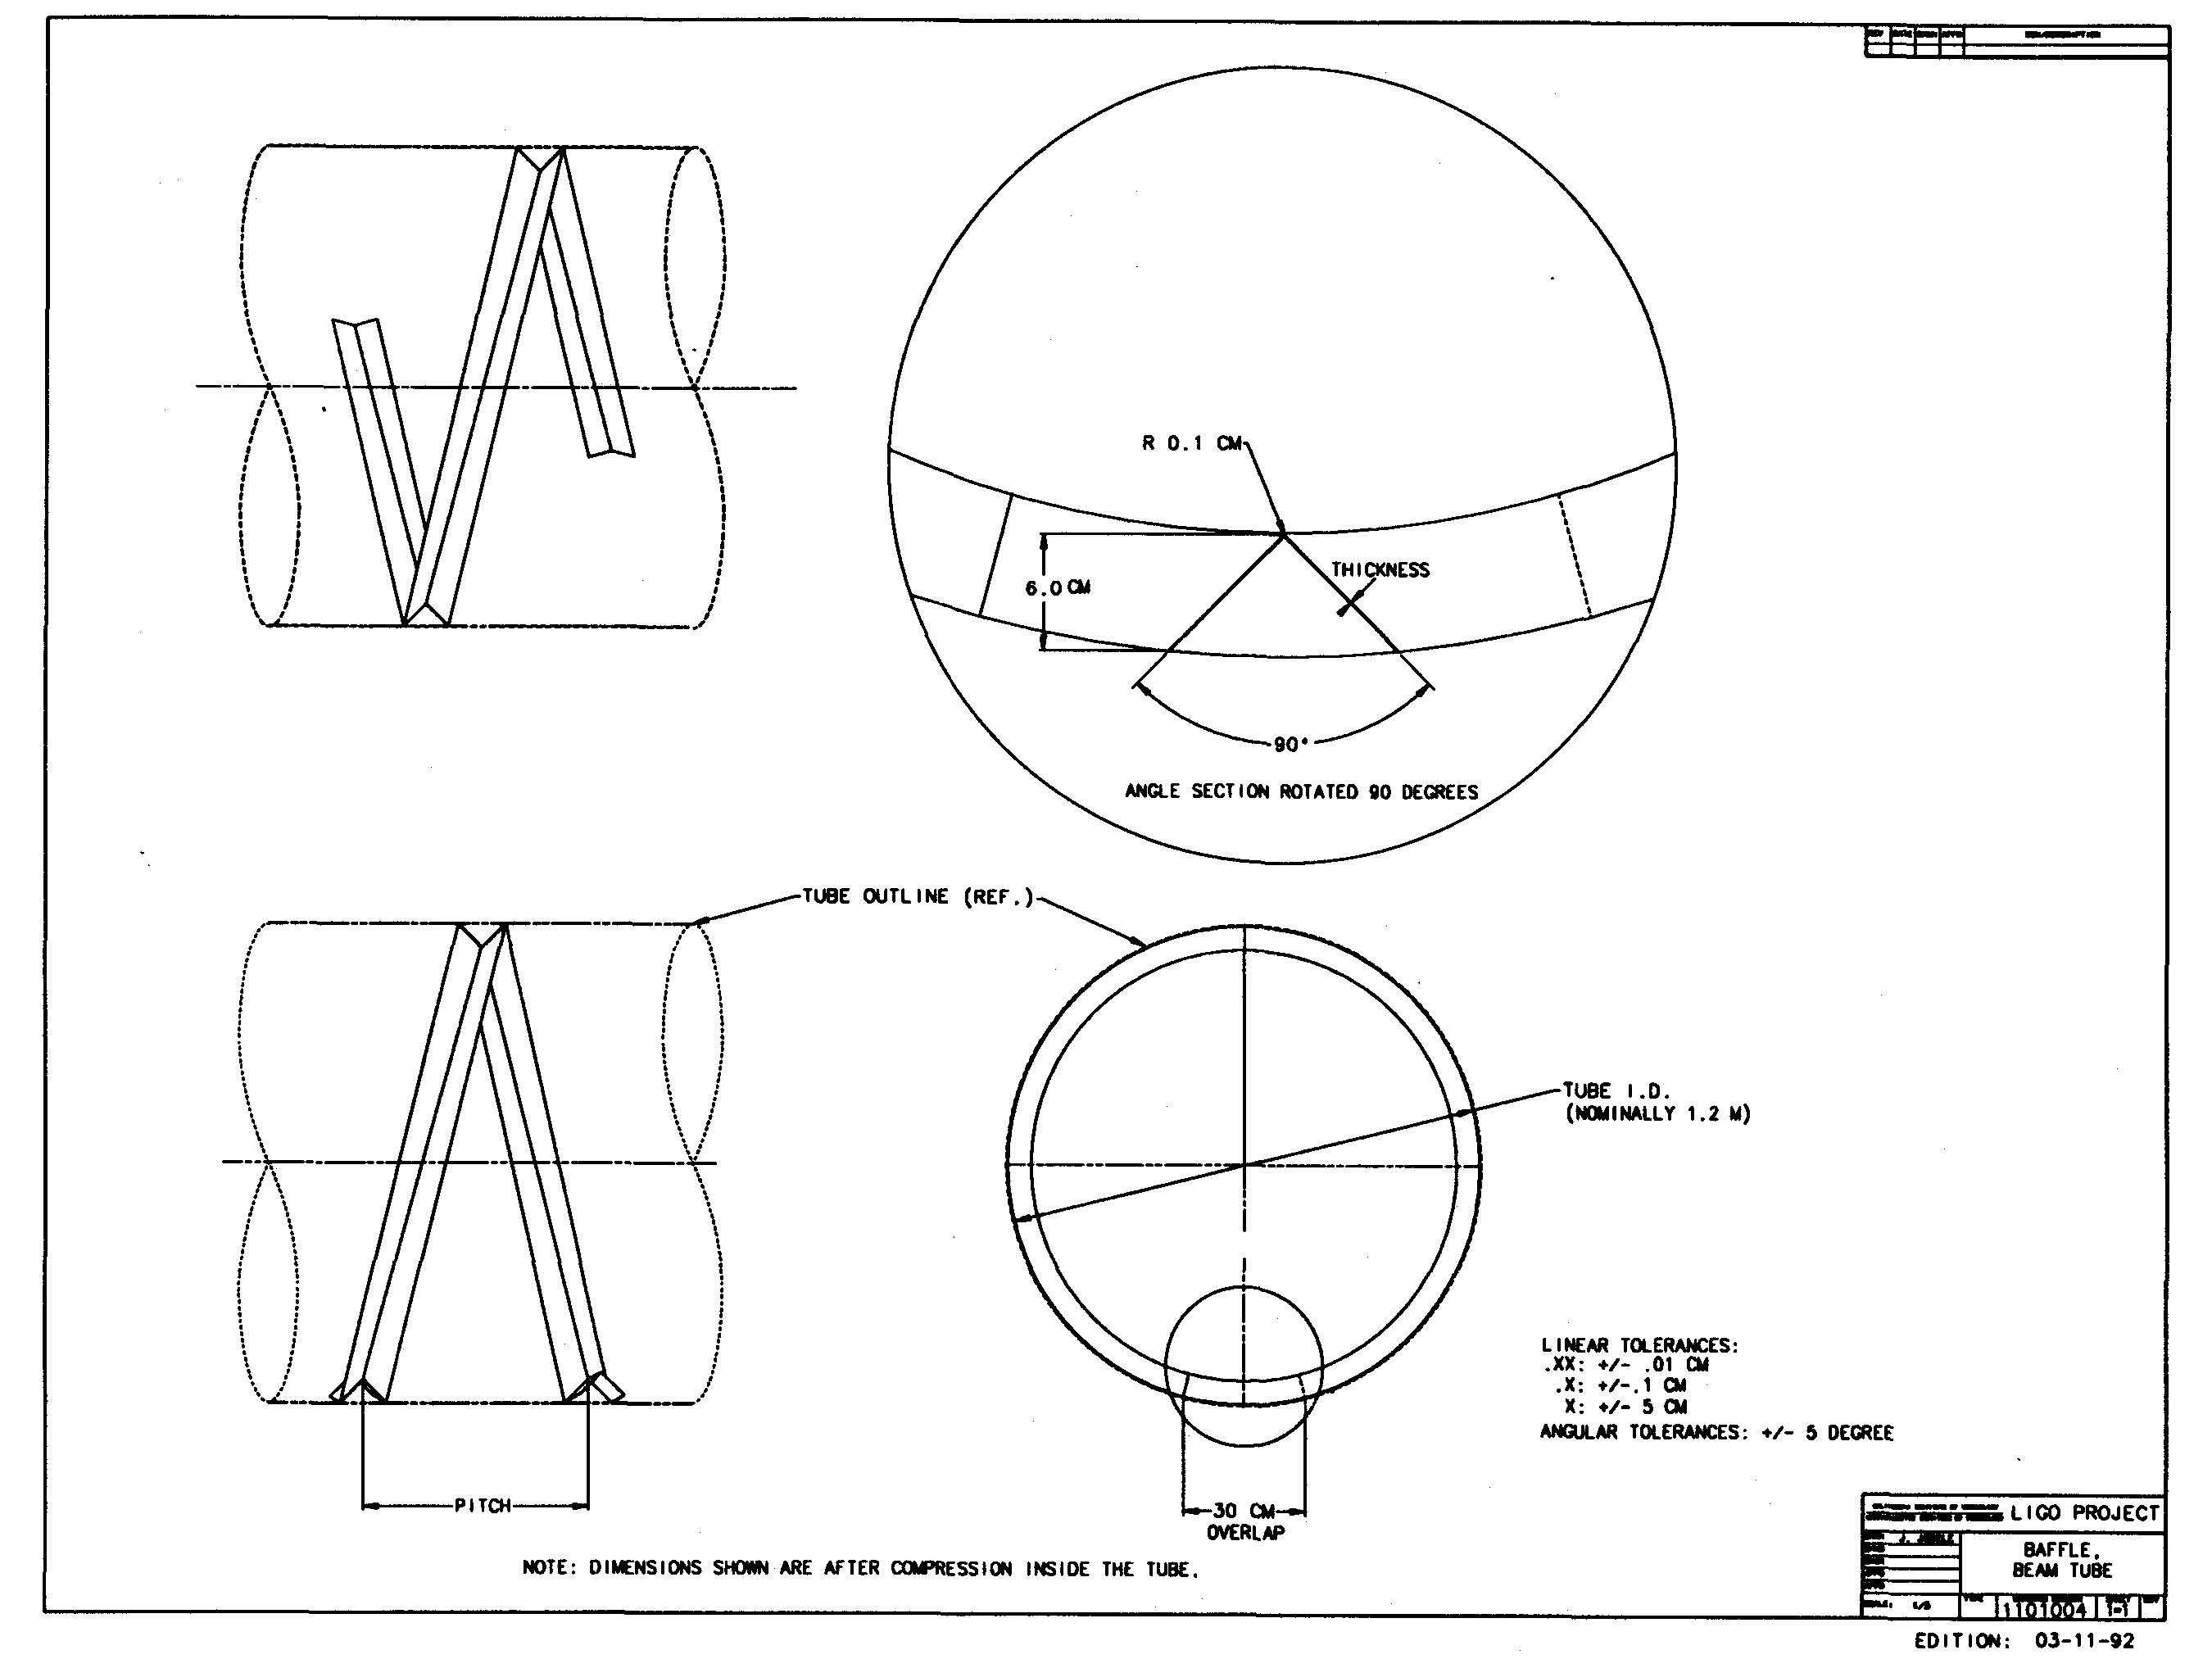 REV DATE
R 0.1 CM
THICKNESS
6.0 CM
90°
ANGLE SECTION ROTATED 90 DEGREES
TUBE OUTLINE (REF.)
TUBE I.D.
(NOMINALLY 1.2 M)
LINEAR TOLERANCES:
.XX: +/- .01 CM
.X: +/-.1 CM
X: +/- 5 CM
ANGULAR TOLERANCES: +/- 5 DEGREE
PITCH
30 CM
OVERLAP
NOTE: DIMENSIONS SHOWN ARE AFTER COMPRESSION INSIDE THE TUBE.
LIGO PROJECT
BAFFLE,
BEAM TUBE
1101004 1-1
EDITION: 03-11-92